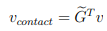 v_{contact} = \widetilde{G}^T v